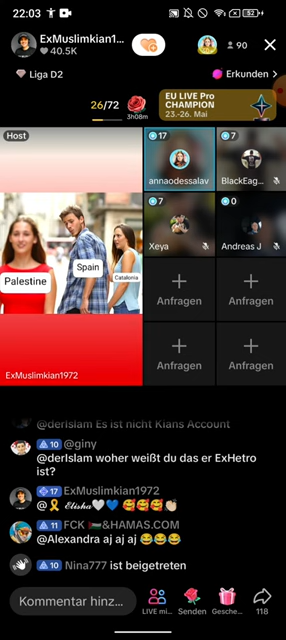 22:03
ExMuslimkian1...
40.5K
90
Liga D2
Erkunden >
26/72
3h08m
EU LIVE Pro
CHAMPION
23.-26. Mai
Host
17
annaodessalav
7
BlackEag...
7
Xeya
0
Andreas J
Palestine
Spain
Catalonia
ExMuslimkian1972
Anfragen
Anfragen
Anfragen
Anfragen
@derIslam Es ist nicht Kians Account
10 @giny
@derIslam woher weißt du das er ExHetro
ist?
17 ExMuslimkian1972
@🎗️ 𝓔𝓵𝓲𝓼𝓱𝓪🤍💙 🥰🥰🥰👏🏻
11 FCK 🇵🇸&HAMAS.COM
@Alexandra aj aj aj 😂😂😂
10 Nina777 ist beigetreten
Kommentar hinz...
LIVE mi...
Senden
Gesche...
118